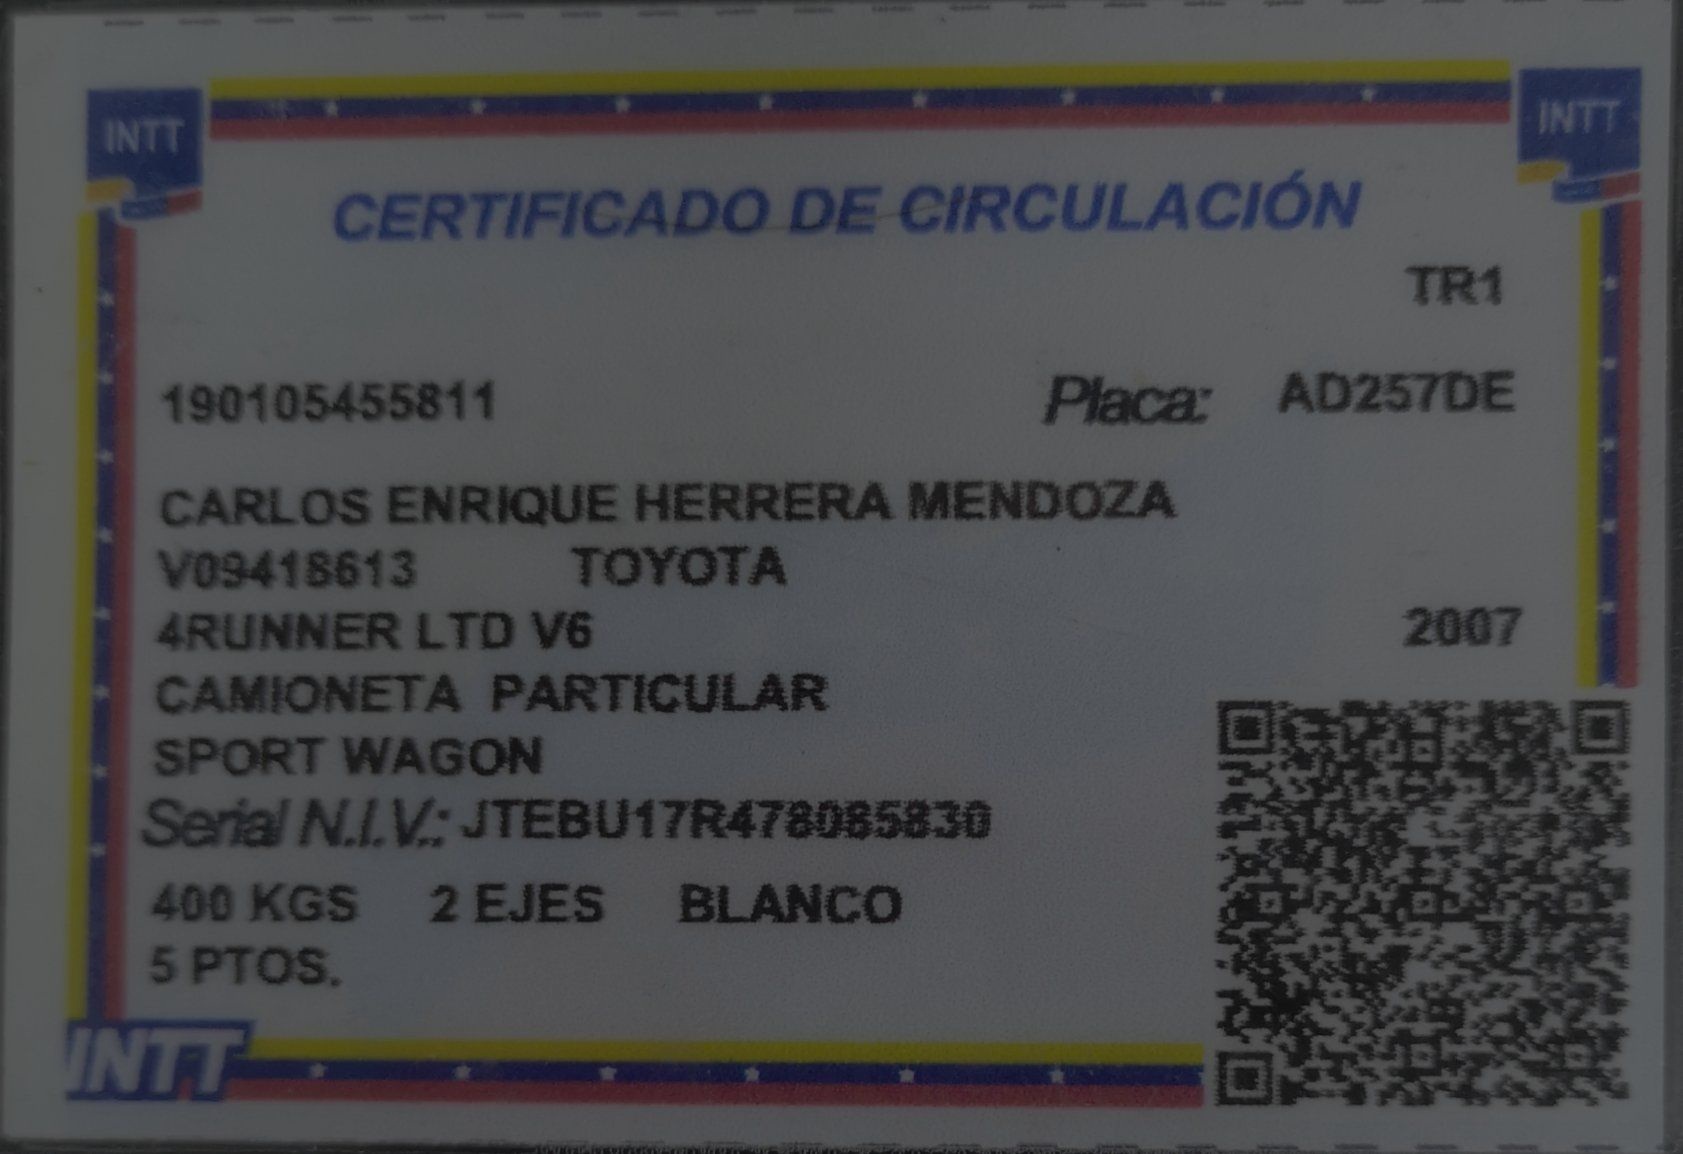 INTT
INTT
CERTIFICADO DE CIRCULACIÓN
TR1
190105455811 Placa: AD257DE
CARLOS ENRIQUE HERRERA MENDOZA
V09418613 TOYOTA
4RUNNER LTD V6 2007
CAMIONETA PARTICULAR
SPORT WAGON
Serial N.I.V.: JTEBU17R478085830
400 KGS 2 EJES BLANCO
5 PTOS.
INTT